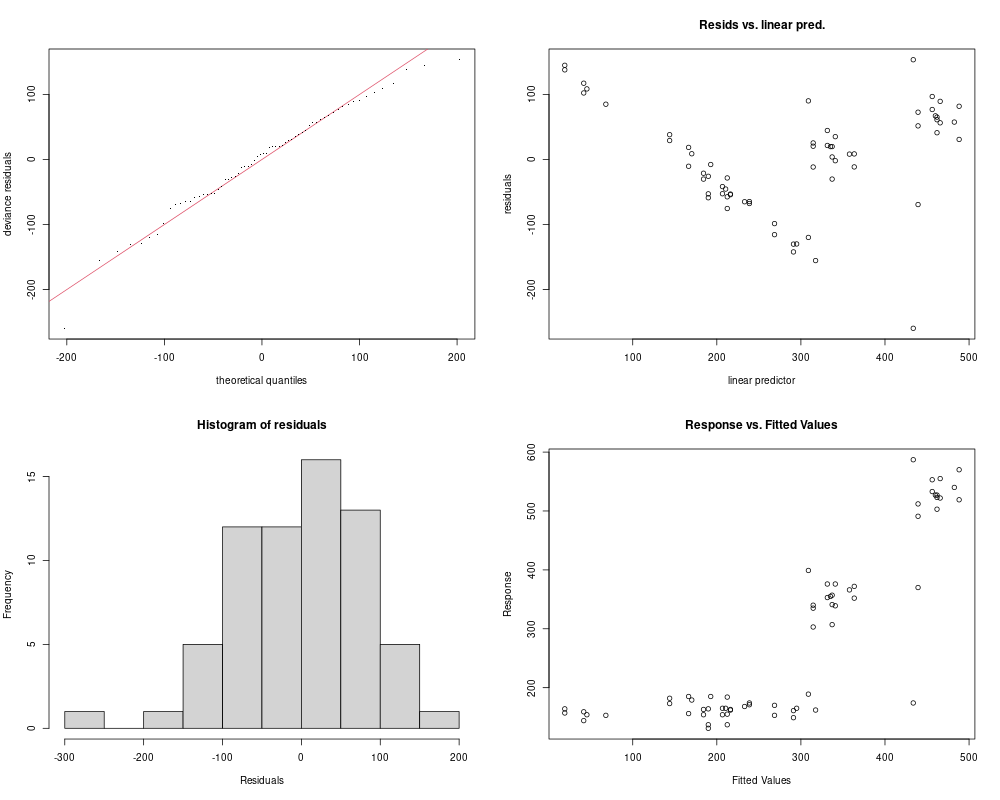 100
0
-100
-200
deviance residuals
-200 -100 0 100 200
theoretical quantiles
Resids vs. linear pred.
100
0
-100
-200
residuals
100 200 300 400 500
linear predictor
Histogram of residuals
15
10
5
0
Frequency
-300 -200 -100 0 100 200
Residuals
Response vs. Fitted Values
600
500
400
300
200
Response
100 200 300 400 500
Fitted Values